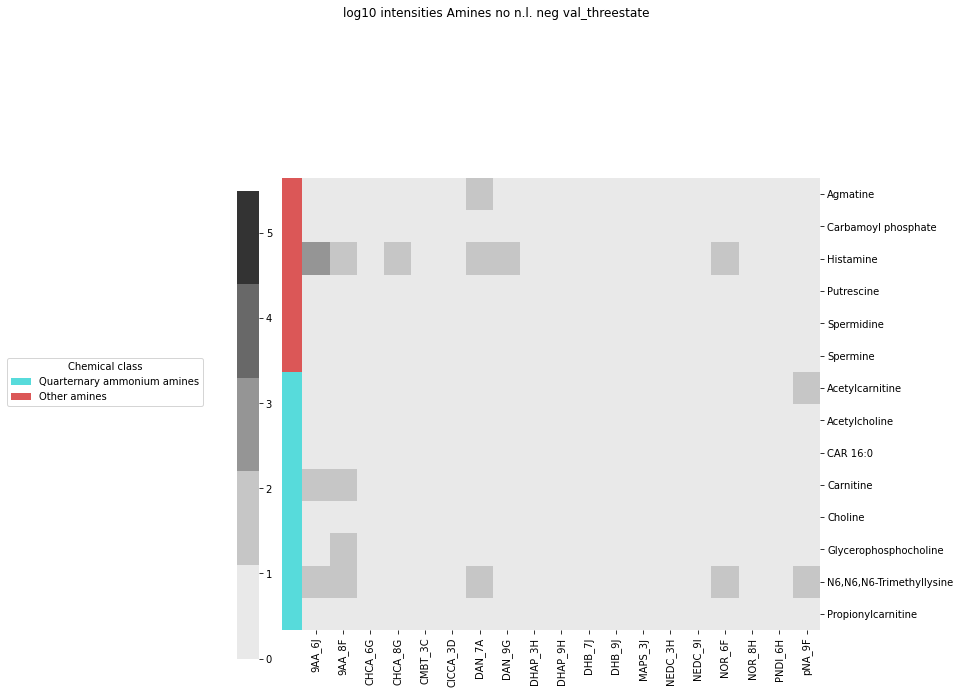 log10 intensities Amines no n.l. neg val_threestate
Chemical class
Quarternary ammonium amines
Other amines
5
4
3
2
1
0
Agmatine
Carbamoyl phosphate
Histamine
Putrescine
Spermidine
Spermine
Acetylcarnitine
Acetylcholine
CAR 16:0
Carnitine
Choline
Glycerophosphocholine
N6,N6,N6-Trimethyllysine
Propionylcarnitine
9AA_6J
9AA_8F
CHCA_6G
CHCA_8G
CMBT_3C
ClCCA_3D
DAN_7A
DAN_9G
DHAP_3H
DHAP_9H
DHB_7J
DHB_9J
MAPS_3J
NEDC_3H
NEDC_9I
NOR_6F
NOR_8H
PNDI_6H
pNA_9F